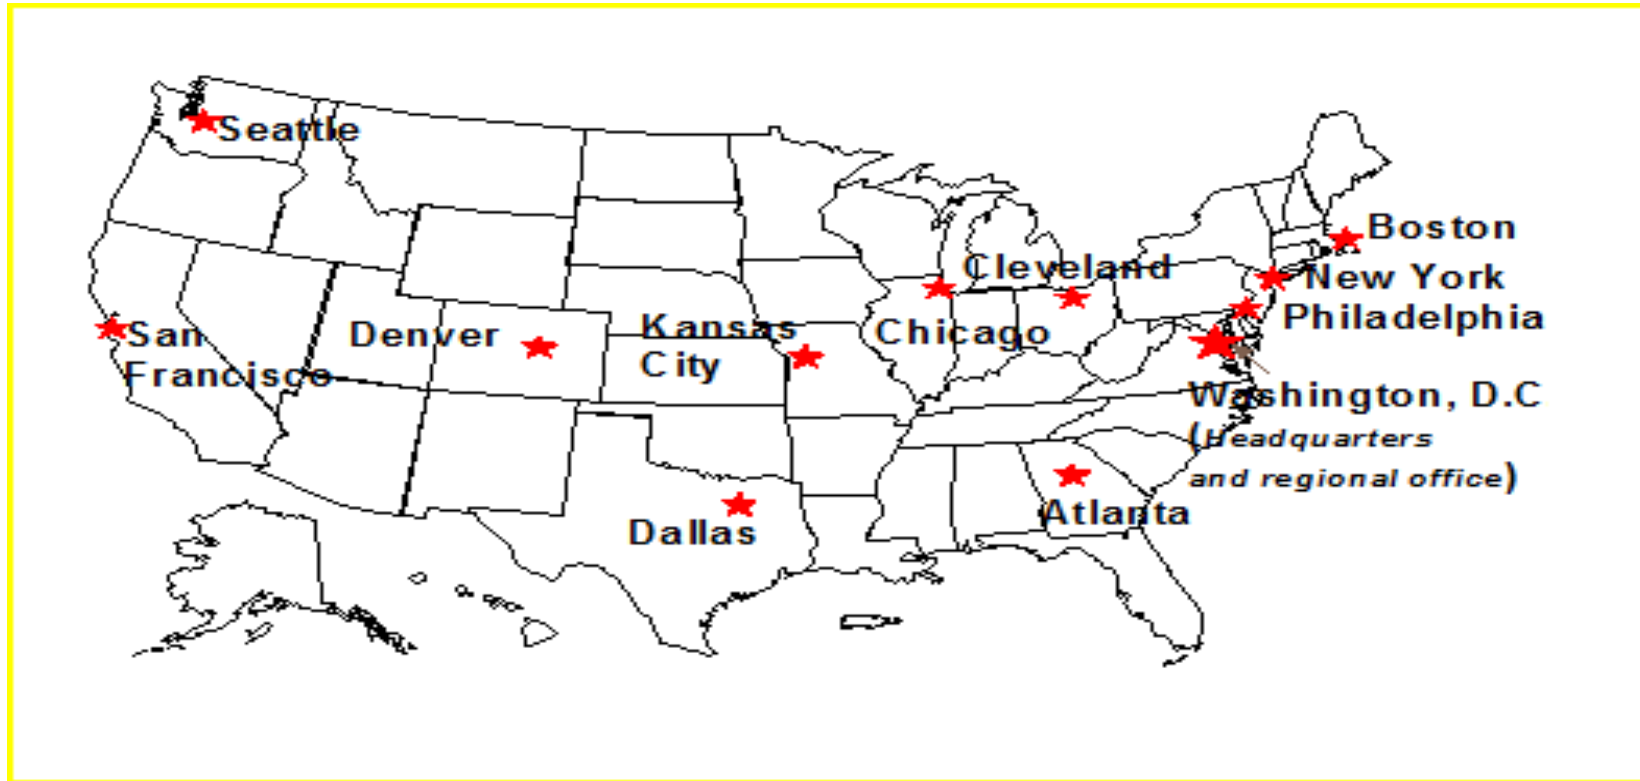 Seattle
Boston
Cleveland
New York
Philadelphia
Kansas
City
Chicago
Denver
San
Francisco
Washington, D.C
(Headquarters
and regional office)
Atlanta
Dallas